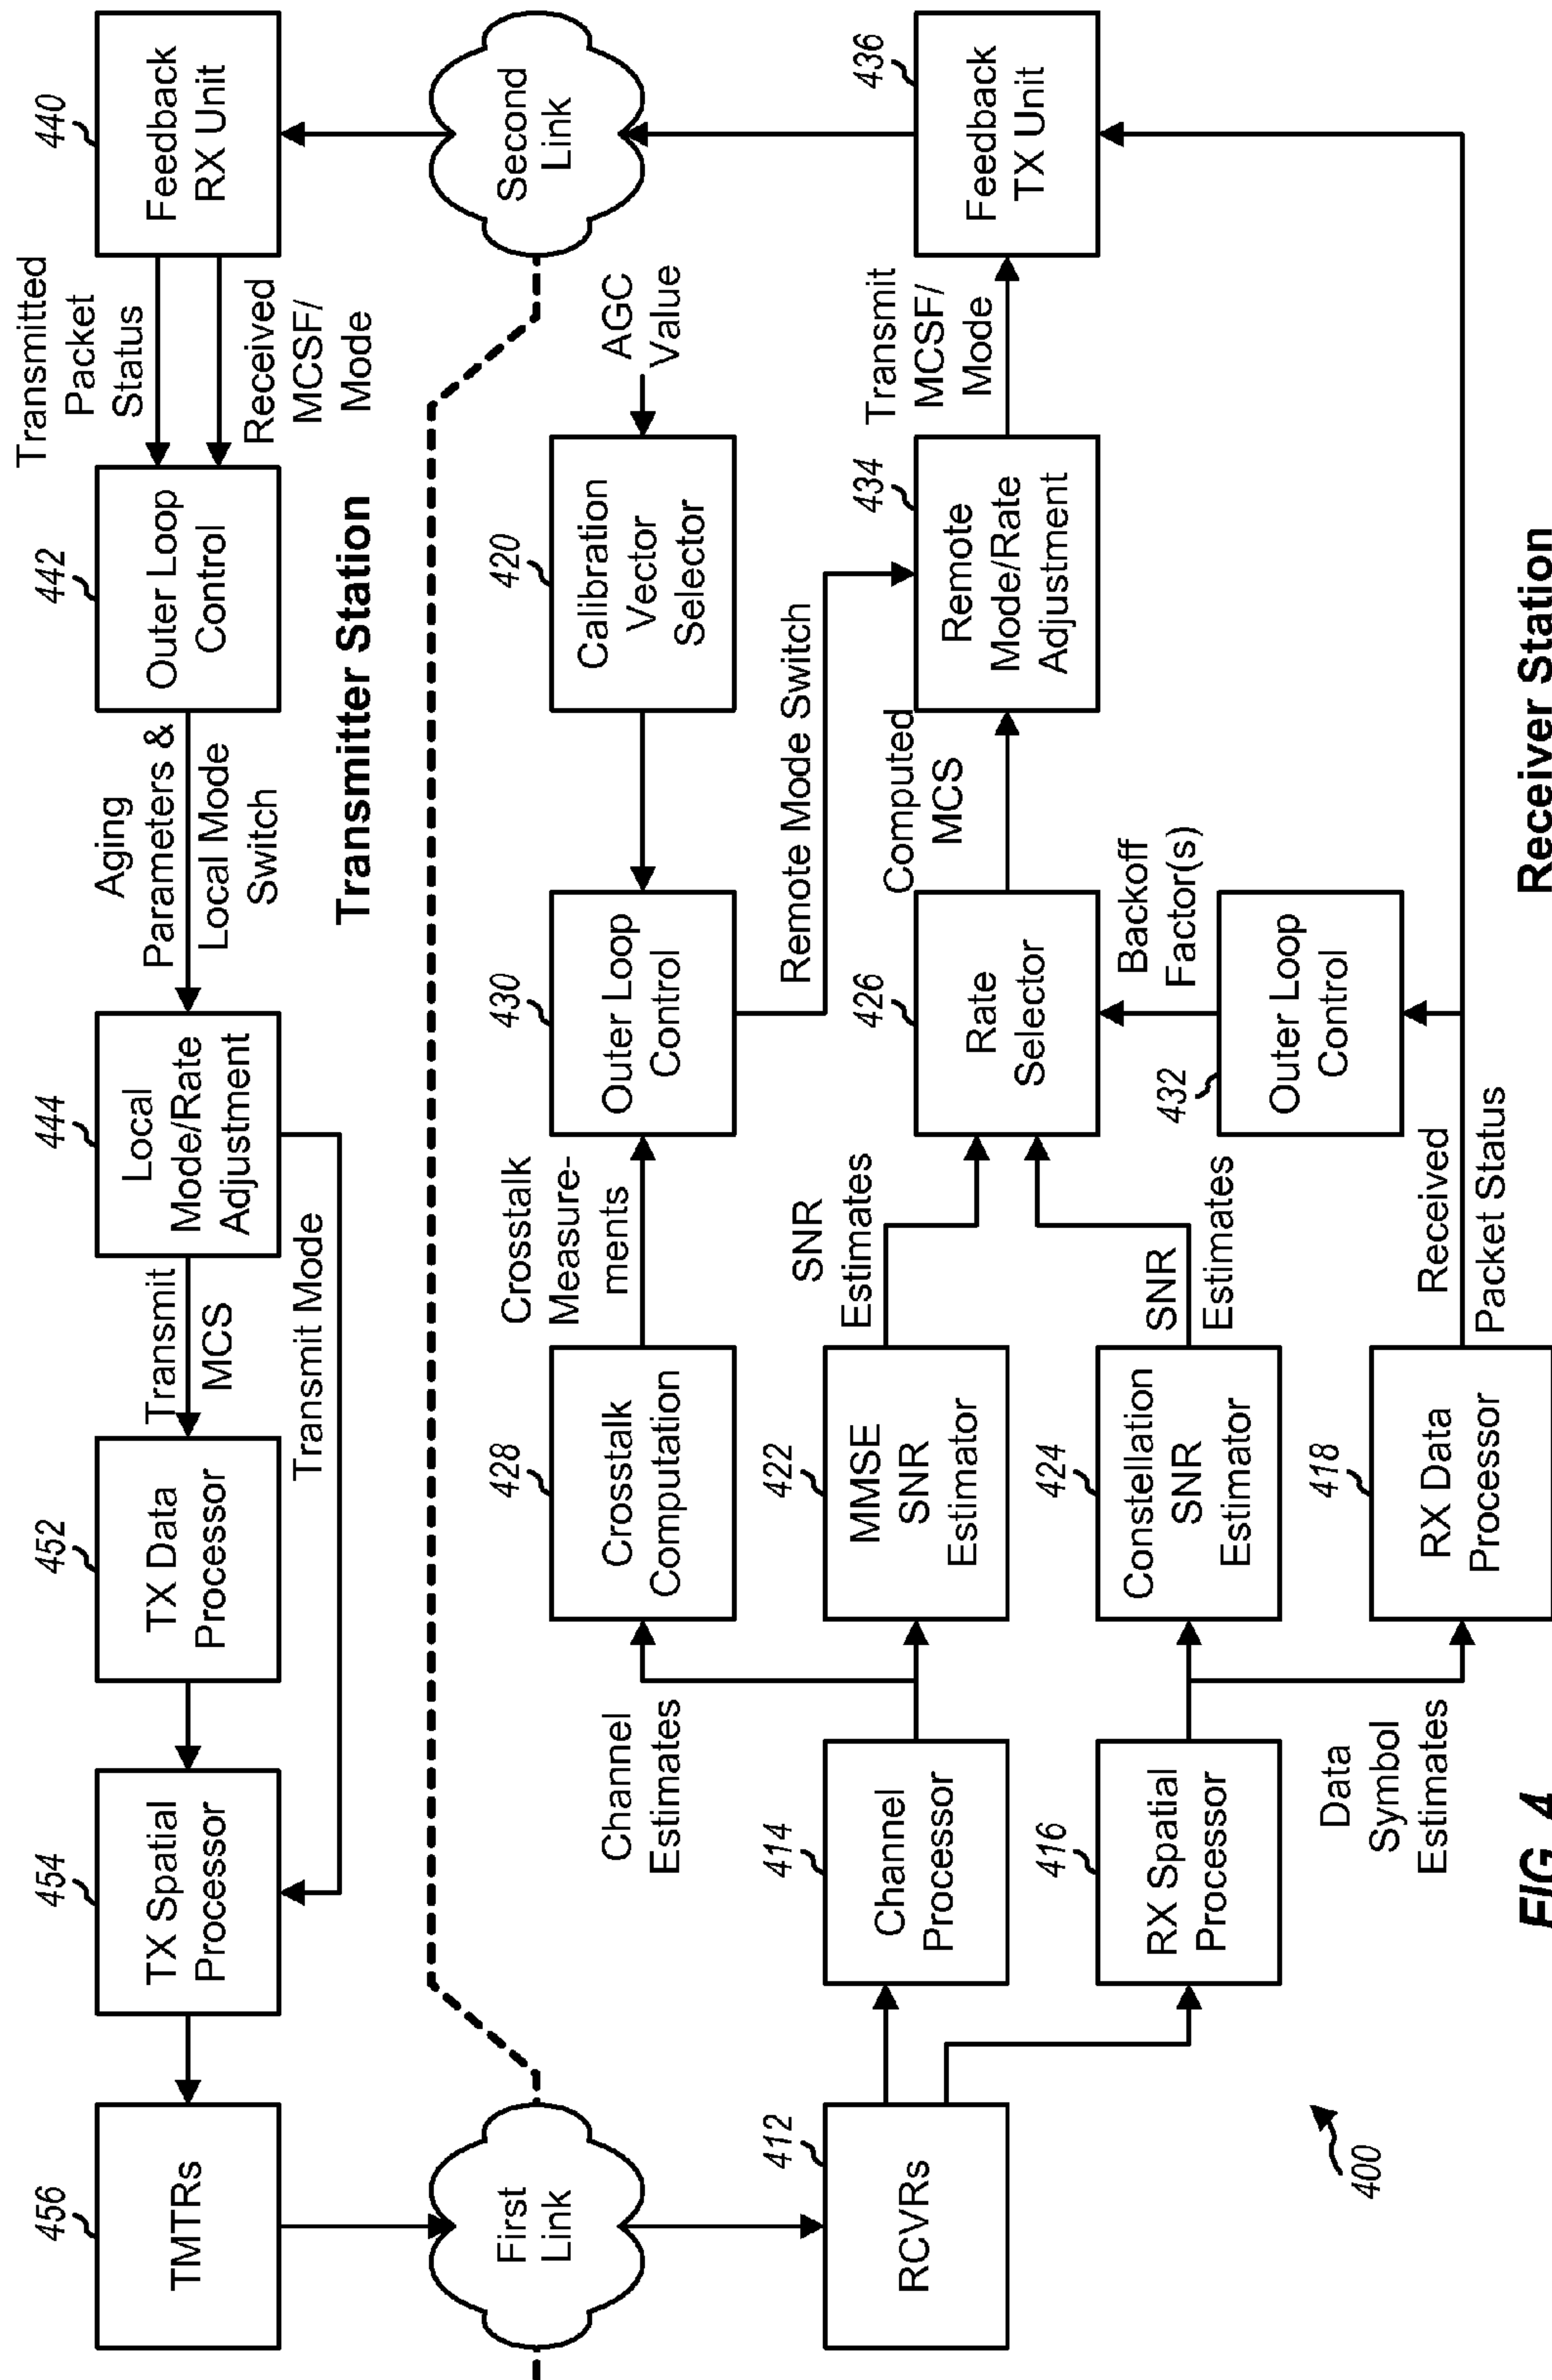 456
TMTRs
454
TX Spatial
Processor
452
TX Data
Processor
Transmit
MCS
Transmit Mode
444
Local
Mode/Rate
Adjustment
Aging
Parameters &
Local Mode
Switch
442
Outer Loop
Control
Transmitted
Packet
Status
Received
MCSF/
Mode
440
Feedback
RX Unit
Transmitter Station
First
Link
Second
Link
412
RCVRs
414
Channel
Processor
416
RX Spatial
Processor
Channel
Estimates
Data
Symbol
Estimates
428
Crosstalk
Computation
422
MMSE
SNR
Estimator
424
Constellation
SNR
Estimator
418
RX Data
Processor
Crosstalk
Measure-
ments
SNR
Estimates
SNR
Estimates
Received
Packet Status
430
Outer Loop
Control
426
Rate
Selector
432
Outer Loop
Control
Backoff
Factor(s)
Remote Mode Switch
Computed
MCS
420
Calibration
Vector
Selector
AGC
Value
434
Remote
Mode/Rate
Adjustment
Transmit
MCSF/
Mode
436
Feedback
TX Unit
400
FIG. 4
Receiver Station